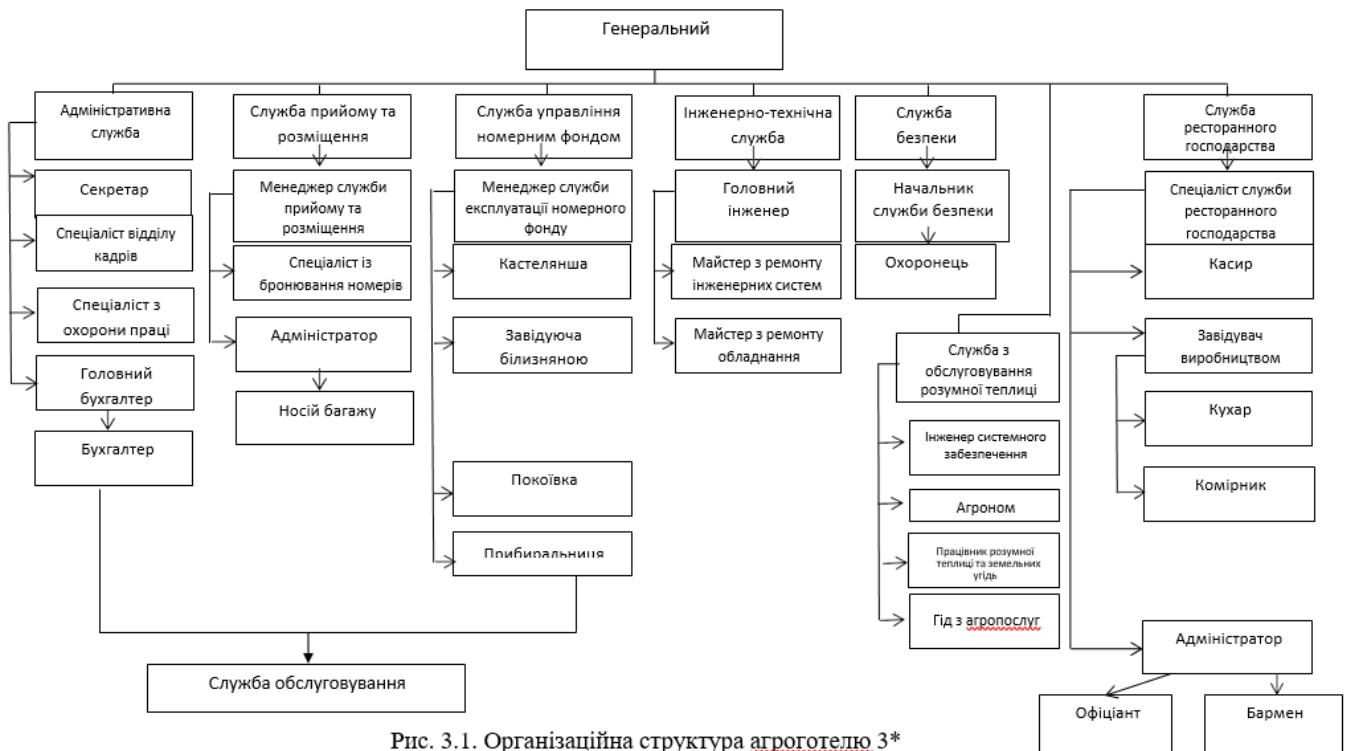 Генеральний
Адміністративна
служба
Секретар
Спеціаліст відділу
кадрів
Спеціаліст з
охорони праці
Головний
бухгалтер
Бухгалтер
Служба прийому та
розміщення
Менеджер служби
прийому та
розміщення
Спеціаліст із
бронювання номерів
Адміністратор
Носій багажу
Служба управління
номерним фондом
Менеджер служби
експлуатації номерного
фонду
Кастелянша
Завідуюча
білизняною
Покоївка
Прибиральниця
Інженерно-технічна
служба
Головний
інженер
Майстер з ремонту
інженерних систем
Майстер з ремонту
обладнання
Служба
безпеки
Начальник
служби безпеки
Охоронець
Служба з
обслуговування
розумної теплиці
Інженер системного
забезпечення
Агроном
Працівник розумної
теплиці та земельних
угідь
Гід з агропослуг
Служба
ресторанного
господарства
Спеціаліст служби
ресторанного
господарства
Касир
Завідувач
виробництвом
Кухар
Комірник
Адміністратор
Офіціант
Бармен
Служба обслуговування
Рис. 3.1. Організаційна структура агроготелю 3*